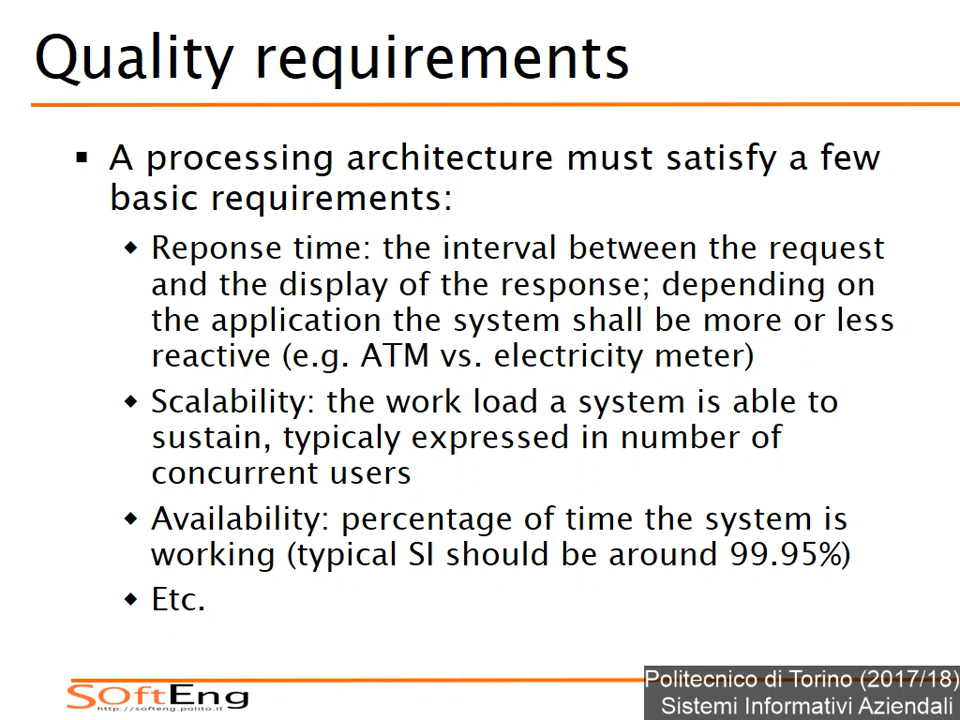 Quality requirements
▪ A processing architecture must satisfy a few
basic requirements:
◆ Reponse time: the interval between the request
and the display of the response; depending on
the application the system shall be more or less
reactive (e.g. ATM vs. electricity meter)
◆ Scalability: the work load a system is able to
sustain, typicaly expressed in number of
concurrent users
◆ Availability: percentage of time the system is
working (typical SI should be around 99.95%)
◆ Etc.
SoftEng
http://softeng.polito.it
Politecnico di Torino (2017/18)
Sistemi Informativi Aziendali